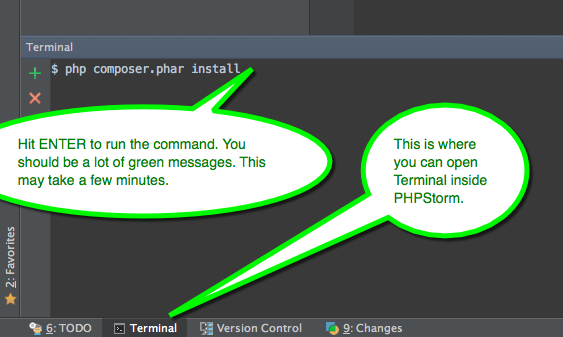 Terminal
$ php composer.phar install
Hit ENTER to run the command. You
should be a lot of green messages. This
may take a few minutes.
This is where
you can open
Terminal inside
PHPStorm.
2: Favorites
6: TODO
Terminal
Version Control
9: Changes